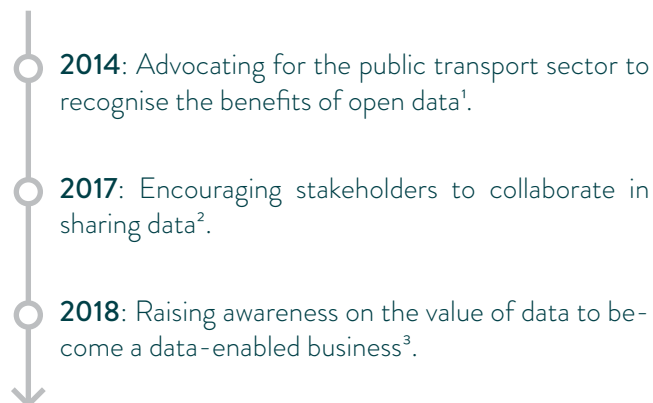 2014: Advocating for the public transport sector to
recognise the benefits of open data¹.
2017: Encouraging stakeholders to collaborate in
sharing data².
2018: Raising awareness on the value of data to be-
come a data-enabled business³.